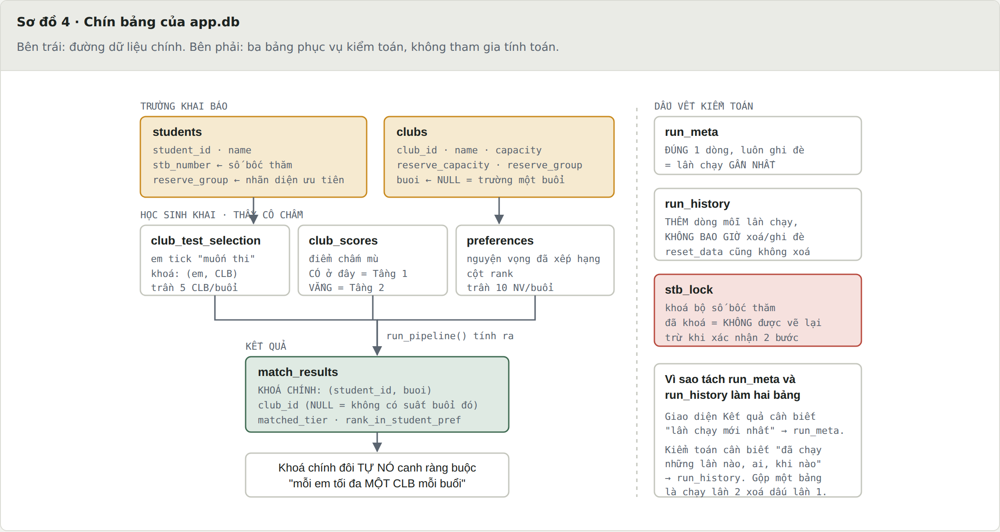 Sơ đồ 4 · Chín bảng của app.db
Bên trái: đường dữ liệu chính. Bên phải: ba bảng phục vụ kiểm toán, không tham gia tính toán.
TRƯỜNG KHAI BÁO
students
student_id · name
stb_number ← số bốc thăm
reserve_group ← nhãn diện ưu tiên
clubs
club_id · name · capacity
reserve_capacity · reserve_group
buoi ← NULL = trường một buổi
HỌC SINH KHAI · THẦY CÔ CHẤM
club_test_selection
em tick "muốn thi"
khoá: (em, CLB)
trần 5 CLB/buổi
club_scores
điểm chấm mù
CÓ ở đây = Tầng 1
VẮNG = Tầng 2
preferences
nguyện vọng đã xếp hạng
cột rank
trần 10 NV/buổi
run_pipeline() tính ra
KẾT QUẢ
match_results
KHOÁ CHÍNH: (student_id, buoi)
club_id (NULL = không có suất buổi đó)
matched_tier · rank_in_student_pref
Khoá chính đôi TỰ NÓ canh ràng buộc
"mỗi em tối đa MỘT CLB mỗi buổi"
DẤU VẾT KIỂM TOÁN
run_meta
ĐÚNG 1 dòng, luôn ghi đè
= lần chạy GẦN NHẤT
run_history
THÊM dòng mỗi lần chạy,
KHÔNG BAO GIỜ xoá/ghi đè
reset_data cũng không xoá
stb_lock
khoá bộ số bốc thăm
đã khoá = KHÔNG được vẽ lại
trừ khi xác nhận 2 bước
Vì sao tách run_meta và
run_history làm hai bảng
Giao diện Kết quả cần biết
"lần chạy mới nhất" → run_meta.
Kiểm toán cần biết "đã chạy
những lần nào, ai, khi nào"
→ run_history. Gộp một bảng
là chạy lần 2 xoá dấu lần 1.